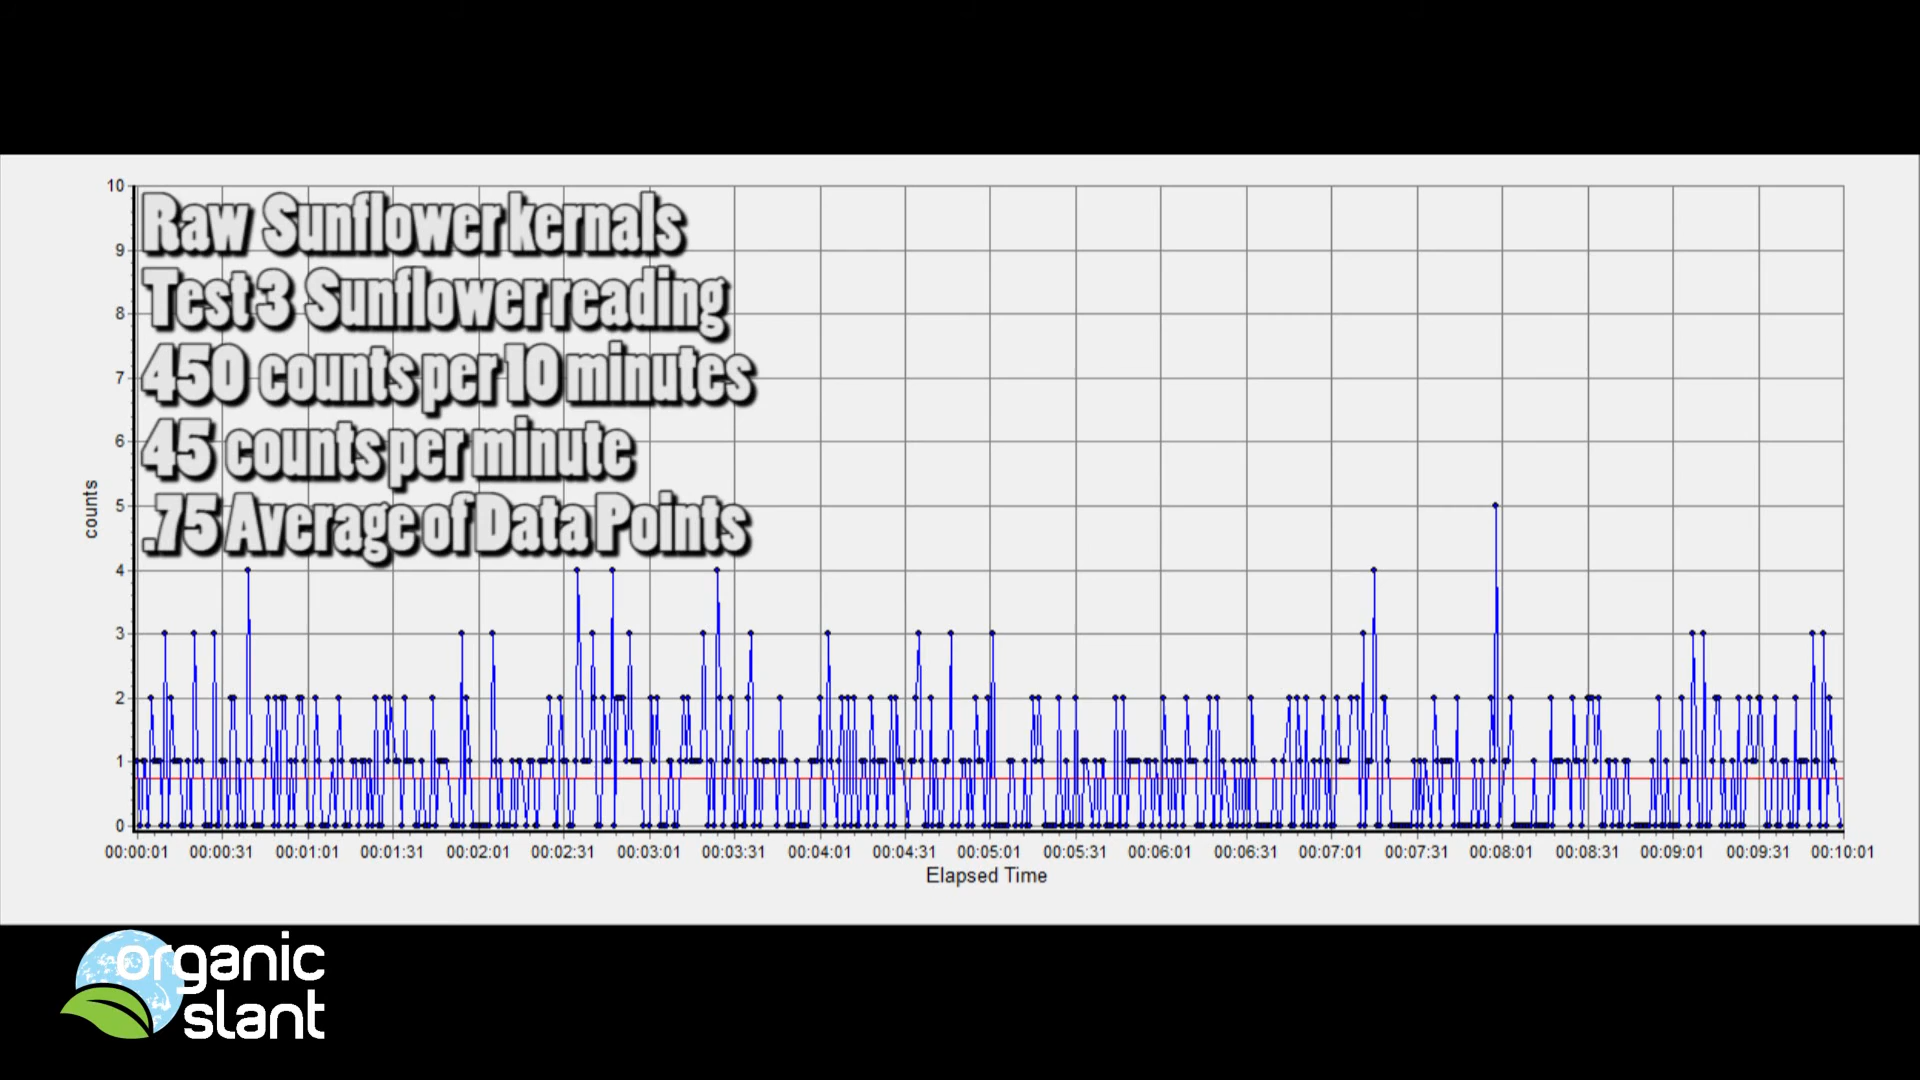 Raw Sunflower kernals
Test 3 Sunflower reading
450 counts per 10 minutes
45 counts per minute
.75 Average of Data Points
10
9
8
7
6
5
4
3
2
1
0
counts
00:00:01 00:00:31 00:01:01 00:01:31 00:02:01 00:02:31 00:03:01 00:03:31 00:04:01 00:04:31 00:05:01 00:05:31 00:06:01 00:06:31 00:07:01 00:07:31 00:08:01 00:08:31 00:09:01 00:09:31 00:10:01
Elapsed Time
organic
slant